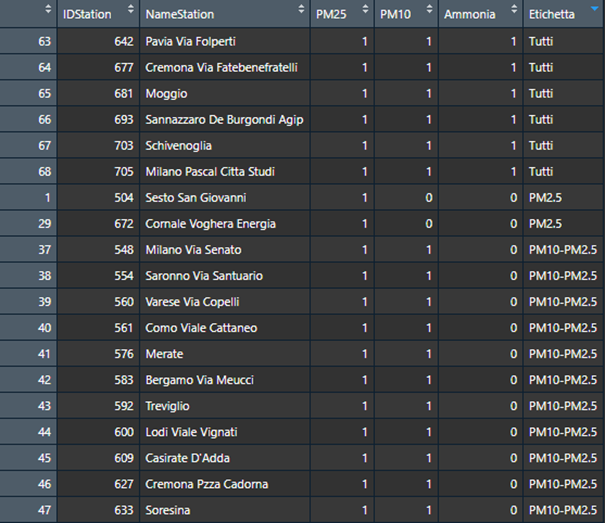 IDStation NameStation PM25 PM10 Ammonia Etichetta
63 642 Pavia Via Folperti 1 1 1 Tutti
64 677 Cremona Via Fatebenefratelli 1 1 1 Tutti
65 681 Moggio 1 1 1 Tutti
66 693 Sannazzaro De Burgondi Agip 1 1 1 Tutti
67 703 Schivenoglia 1 1 1 Tutti
68 705 Milano Pascal Citta Studi 1 1 1 Tutti
1 504 Sesto San Giovanni 1 0 0 PM2.5
29 672 Cornale Voghera Energia 1 0 0 PM2.5
37 548 Milano Via Senato 1 1 0 PM10-PM2.5
38 554 Saronno Via Santuario 1 1 0 PM10-PM2.5
39 560 Varese Via Copelli 1 1 0 PM10-PM2.5
40 561 Como Viale Cattaneo 1 1 0 PM10-PM2.5
41 576 Merate 1 1 0 PM10-PM2.5
42 583 Bergamo Via Meucci 1 1 0 PM10-PM2.5
43 592 Treviglio 1 1 0 PM10-PM2.5
44 600 Lodi Viale Vignati 1 1 0 PM10-PM2.5
45 609 Casirate D'Adda 1 1 0 PM10-PM2.5
46 627 Cremona Pzza Cadorna 1 1 0 PM10-PM2.5
47 633 Soresina 1 1 0 PM10-PM2.5